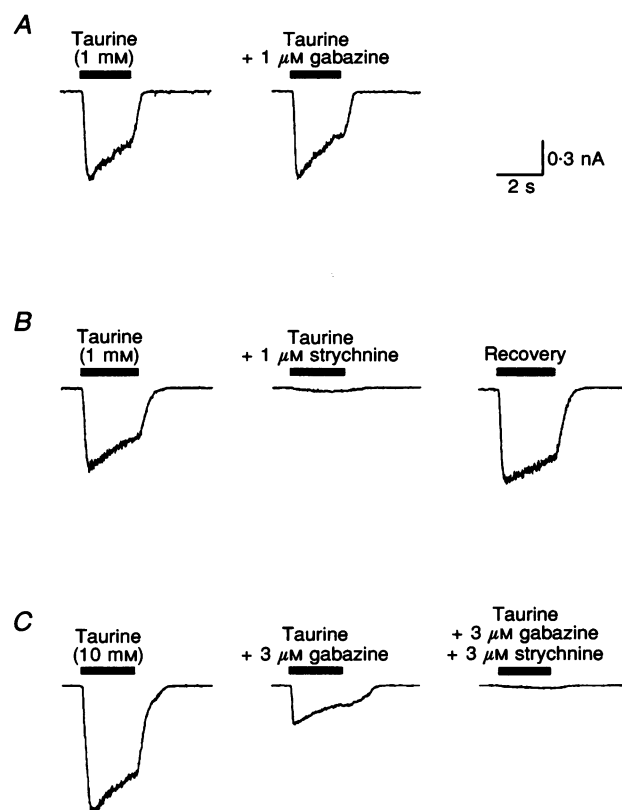 A
Taurine
(1 mM)
Taurine
+ 1 μM gabazine
0·3 nA
2 s
B
Taurine
(1 mM)
Taurine
+ 1 μM strychnine
Recovery
C
Taurine
(10 mM)
Taurine
+ 3 μM gabazine
Taurine
+ 3 μM gabazine
+ 3 μM strychnine